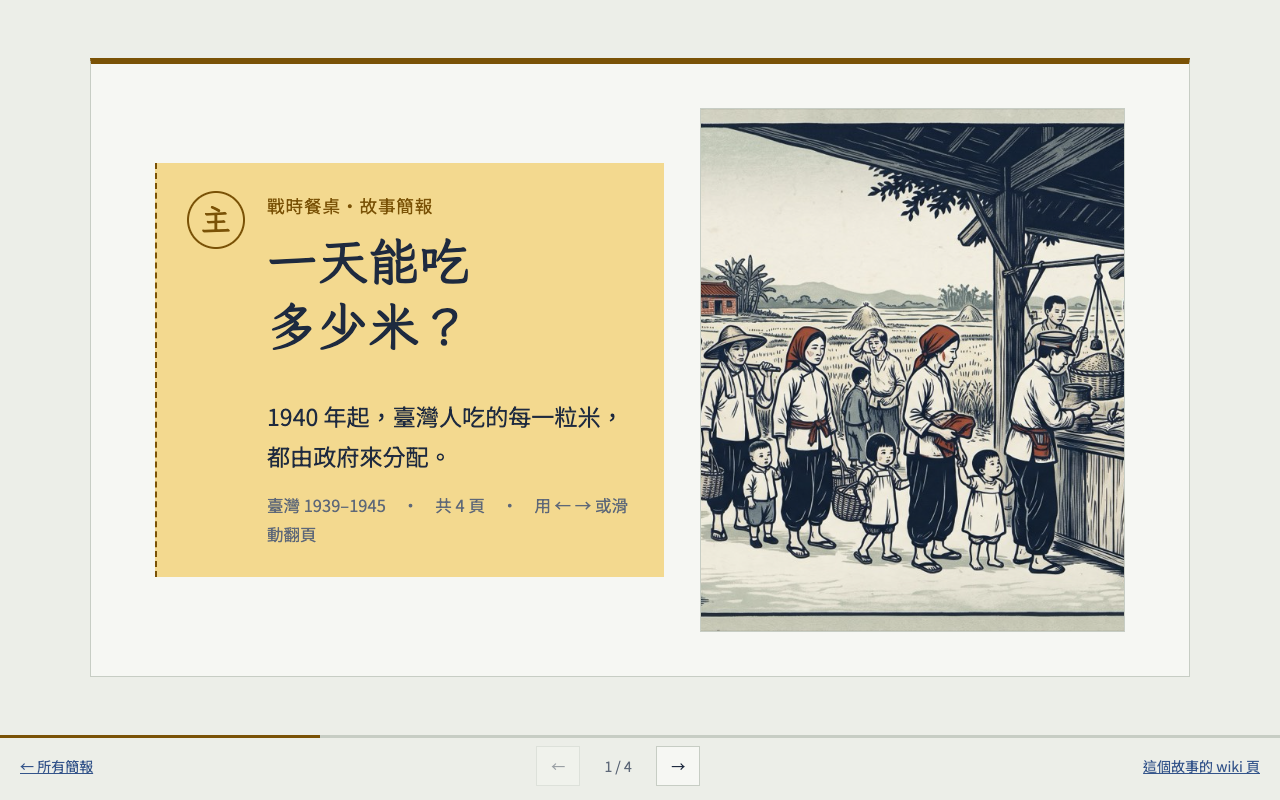 主
戰時餐桌・故事簡報
一天能吃
多少米？
1940 年起，臺灣人吃的每一粒米，
都由政府來分配。
臺灣 1939–1945 ・ 共 4 頁 ・ 用 ← → 或滑
動翻頁
← 所有簡報
←
1 / 4
→
這個故事的 wiki 頁